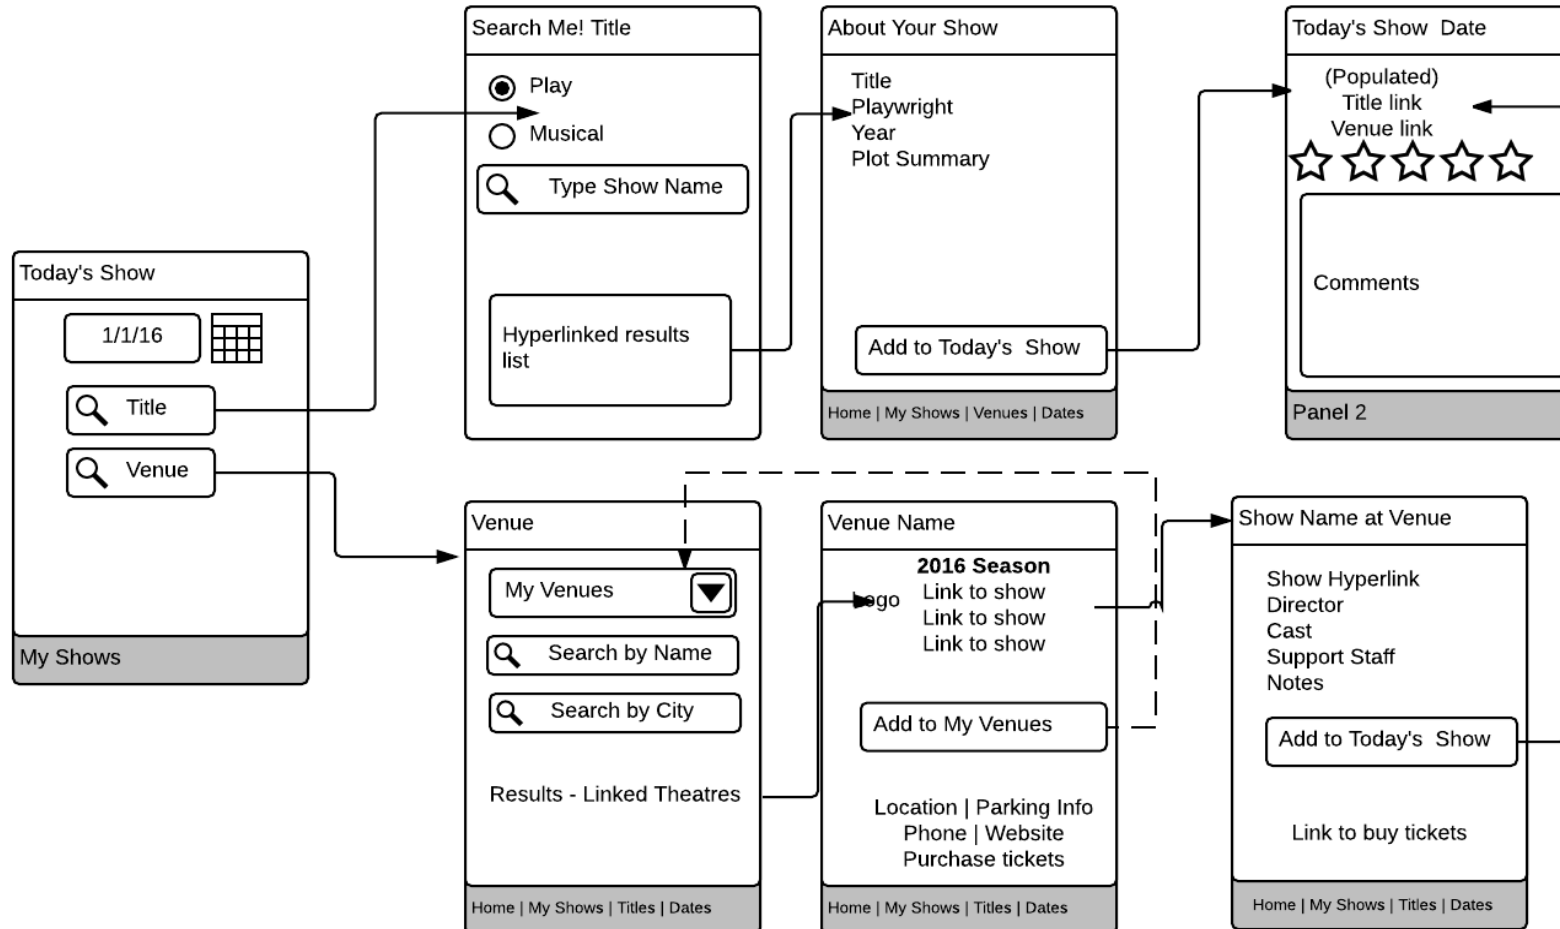 Today's Show
1/1/16
Title
Venue
My Shows
Search Me! Title
Play
Musical
Type Show Name
Hyperlinked results
list
About Your Show
Title
Playwright
Year
Plot Summary
Add to Today's Show
Home | My Shows | Venues | Dates
Today's Show Date
(Populated)
Title link
Venue link
Comments
Panel 2
Venue
My Venues
Search by Name
Search by City
Results - Linked Theatres
Home | My Shows | Titles | Dates
Venue Name
2016 Season
Logo
Link to show
Link to show
Link to show
Add to My Venues
Location | Parking Info
Phone | Website
Purchase tickets
Home | My Shows | Titles | Dates
Show Name at Venue
Show Hyperlink
Director
Cast
Support Staff
Notes
Add to Today's Show
Link to buy tickets
Home | My Shows | Titles | Dates